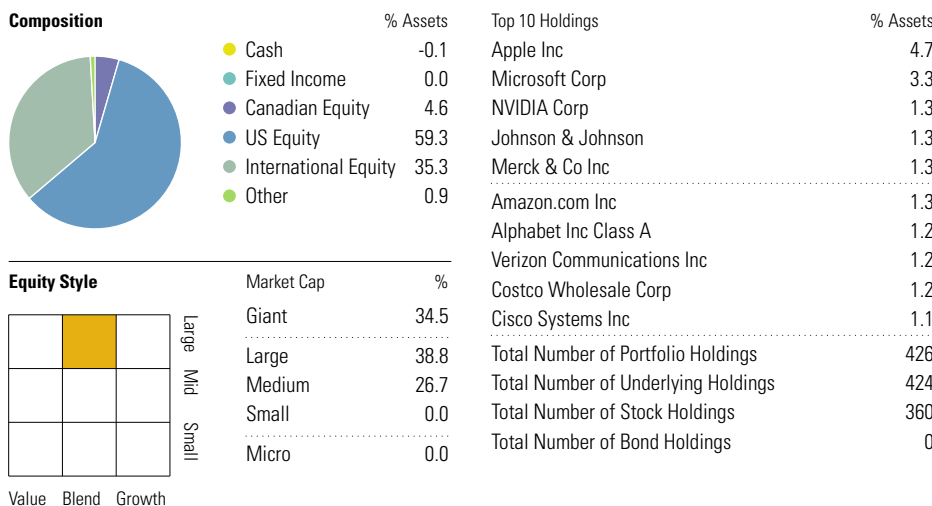 Composition % Assets
Cash -0.1
Fixed Income 0.0
Canadian Equity 4.6
US Equity 59.3
International Equity 35.3
Other 0.9
Equity Style
Large
Mid
Small
Value Blend Growth
Market Cap %
Giant 34.5
Large 38.8
Medium 26.7
Small 0.0
Micro 0.0
Top 10 Holdings % Assets
Apple Inc 4.7
Microsoft Corp 3.3
NVIDIA Corp 1.3
Johnson & Johnson 1.3
Merck & Co Inc 1.3
Amazon.com Inc 1.3
Alphabet Inc Class A 1.2
Verizon Communications Inc 1.2
Costco Wholesale Corp 1.2
Cisco Systems Inc 1.1
Total Number of Portfolio Holdings 426
Total Number of Underlying Holdings 424
Total Number of Stock Holdings 360
Total Number of Bond Holdings 0